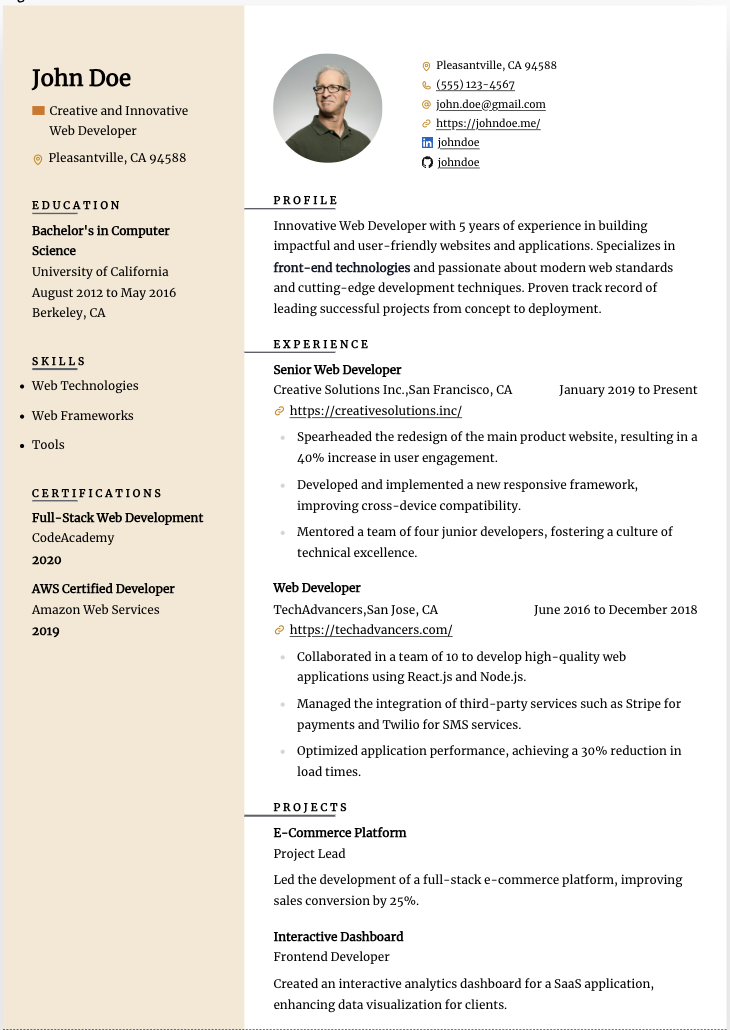 John Doe
Creative and Innovative
Web Developer
Pleasantville, CA 94588
EDUCATION
Bachelor's in Computer
Science
University of California
August 2012 to May 2016
Berkeley, CA
SKILLS
Web Technologies
Web Frameworks
Tools
CERTIFICATIONS
Full-Stack Web Development
CodeAcademy
2020
AWS Certified Developer
Amazon Web Services
2019
Pleasantville, CA 94588
(555) 123-4567
john.doe@gmail.com
https://johndoe.me/
johndoe
johndoe
PROFILE
Innovative Web Developer with 5 years of experience in building
impactful and user-friendly websites and applications. Specializes in
front-end technologies and passionate about modern web standards
and cutting-edge development techniques. Proven track record of
leading successful projects from concept to deployment.
EXPERIENCE
Senior Web Developer
Creative Solutions Inc.,San Francisco, CA January 2019 to Present
https://creativesolutions.inc/
Spearheaded the redesign of the main product website, resulting in a
40% increase in user engagement.
Developed and implemented a new responsive framework,
improving cross-device compatibility.
Mentored a team of four junior developers, fostering a culture of
technical excellence.
Web Developer
TechAdvancers,San Jose, CA June 2016 to December 2018
https://techadvancers.com/
Collaborated in a team of 10 to develop high-quality web
applications using React.js and Node.js.
Managed the integration of third-party services such as Stripe for
payments and Twilio for SMS services.
Optimized application performance, achieving a 30% reduction in
load times.
PROJECTS
E-Commerce Platform
Project Lead
Led the development of a full-stack e-commerce platform, improving
sales conversion by 25%.
Interactive Dashboard
Frontend Developer
Created an interactive analytics dashboard for a SaaS application,
enhancing data visualization for clients.